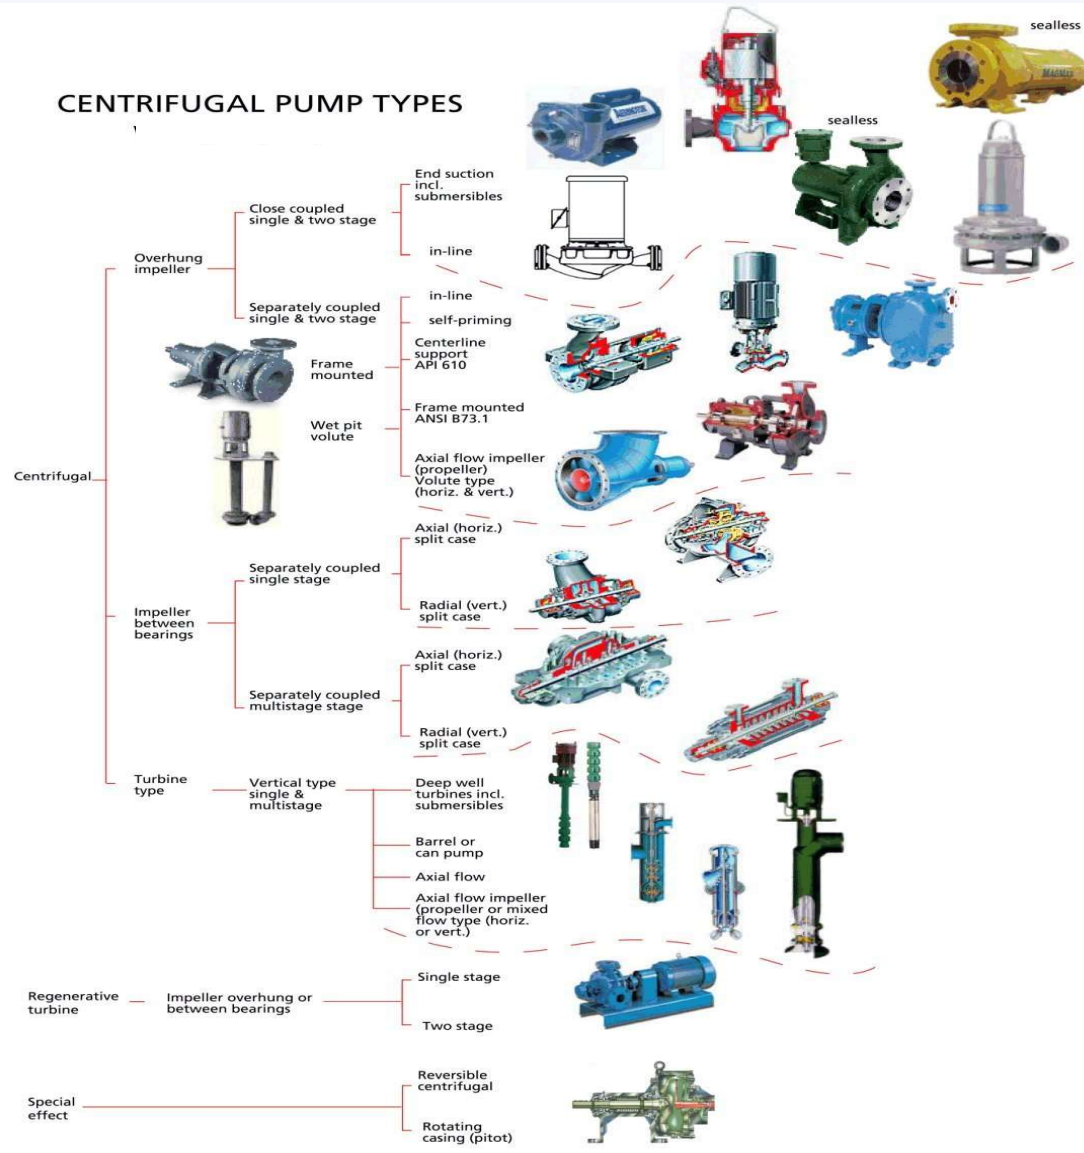 CENTRIFUGAL PUMP TYPES
sealless
sealless
End suction
incl.
submersibles
Close coupled
single & two stage
in-line
Overhung
impeller
in-line
Separately coupled
single & two stage
self-priming
Centerline
support
API 610
Frame
mounted
Frame mounted
ANSI B73.1
Wet pit
volute
Axial flow impeller
(propeller)
Volute type
(horiz. & vert.)
Centrifugal
Axial (horiz.)
split case
Separately coupled
single stage
Radial (vert.)
split case
Impeller
between
bearings
Axial (horiz.)
split case
Separately coupled
multistage stage
Radial (vert.)
split case
Turbine
type
Vertical type
single &
multistage
Deep well
turbines incl.
submersibles
Barrel or
can pump
Axial flow
Axial flow impeller
(propeller or mixed
flow type (horiz.
or vert.)
Single stage
Regenerative
turbine
Impeller overhung or
between bearings
Two stage
Reversible
centrifugal
Special
effect
Rotating
casing (pitot)